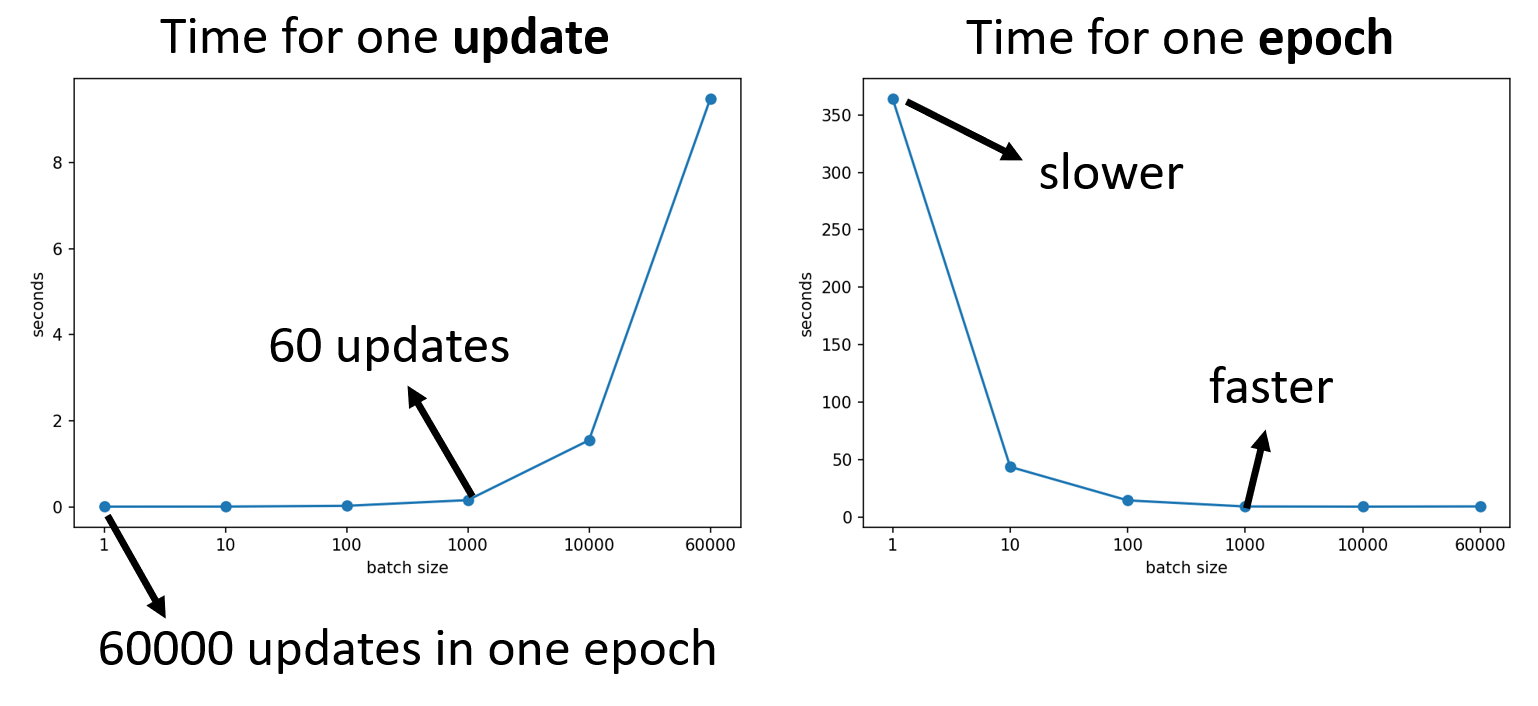 Time for one update
8
6
4
2
0
seconds
60 updates
1 10 100 1000 10000 60000
batch size
60000 updates in one epoch
Time for one epoch
350
300
250
200
150
100
50
0
seconds
slower
faster
1 10 100 1000 10000 60000
batch size